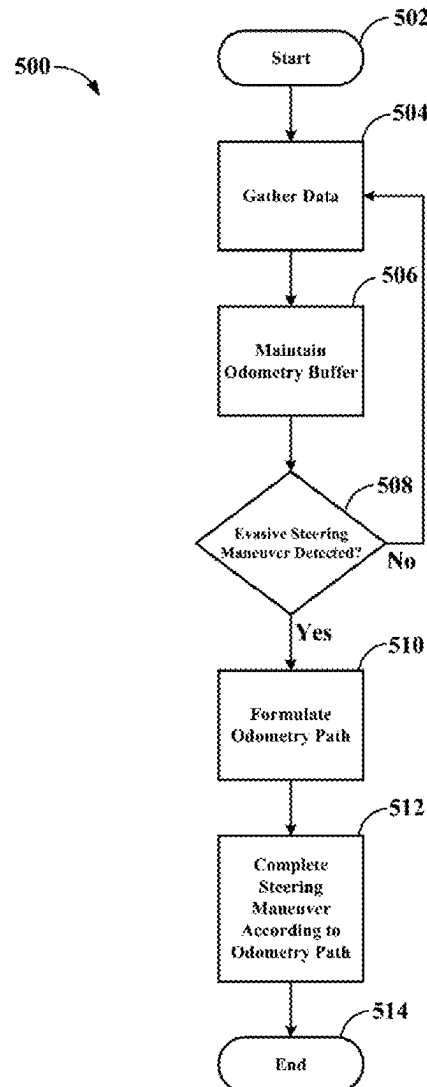 502
500
Start
504
Gather Data
506
Maintain
Odometry Buffer
508
Evasive Steering
Maneuver Detected?
No
Yes
510
Formulate
Odometry Path
512
Complete
Steering
Maneuver
According to
Odometry Path
514
End